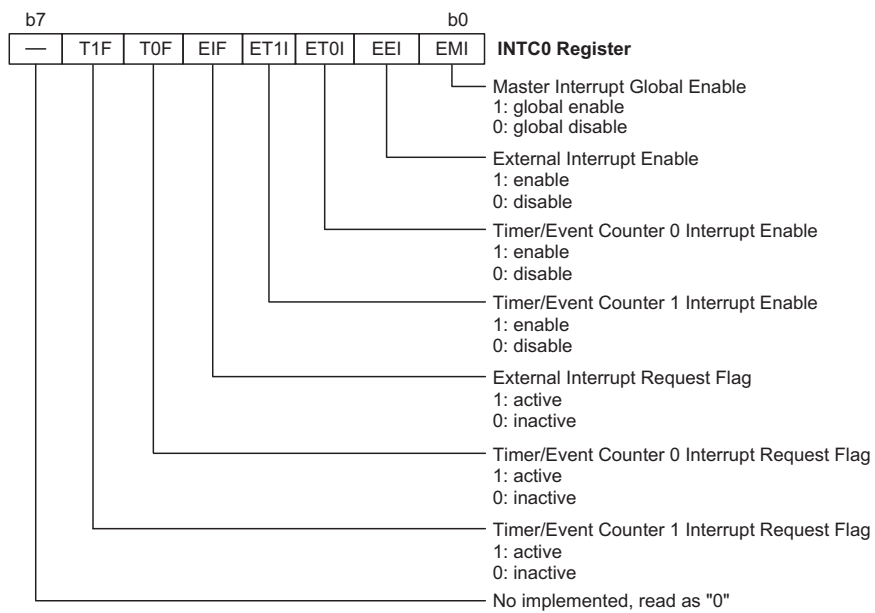 b7 b0
— T1F T0F EIF ET1I ET0I EEI EMI INTC0 Register
Master Interrupt Global Enable
1: global enable
0: global disable
External Interrupt Enable
1: enable
0: disable
Timer/Event Counter 0 Interrupt Enable
1: enable
0: disable
Timer/Event Counter 1 Interrupt Enable
1: enable
0: disable
External Interrupt Request Flag
1: active
0: inactive
Timer/Event Counter 0 Interrupt Request Flag
1: active
0: inactive
Timer/Event Counter 1 Interrupt Request Flag
1: active
0: inactive
No implemented, read as "0"